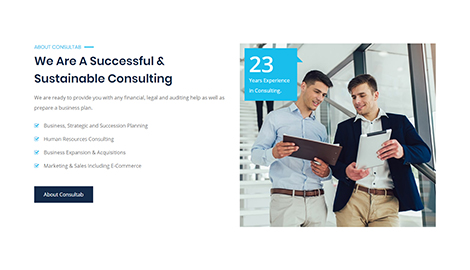 ABOUT CONSULTAB
We Are A Successful &
Sustainable Consulting
We are ready to provide you with any financial, legal and auditing help as well as
prepare a business plan.
Business, Strategic and Succession Planning
Human Resources Consulting
Business Expansion & Acquisitions
Marketing & Sales including E-Commerce
About Consultab
23
Years Experience
in Consulting.